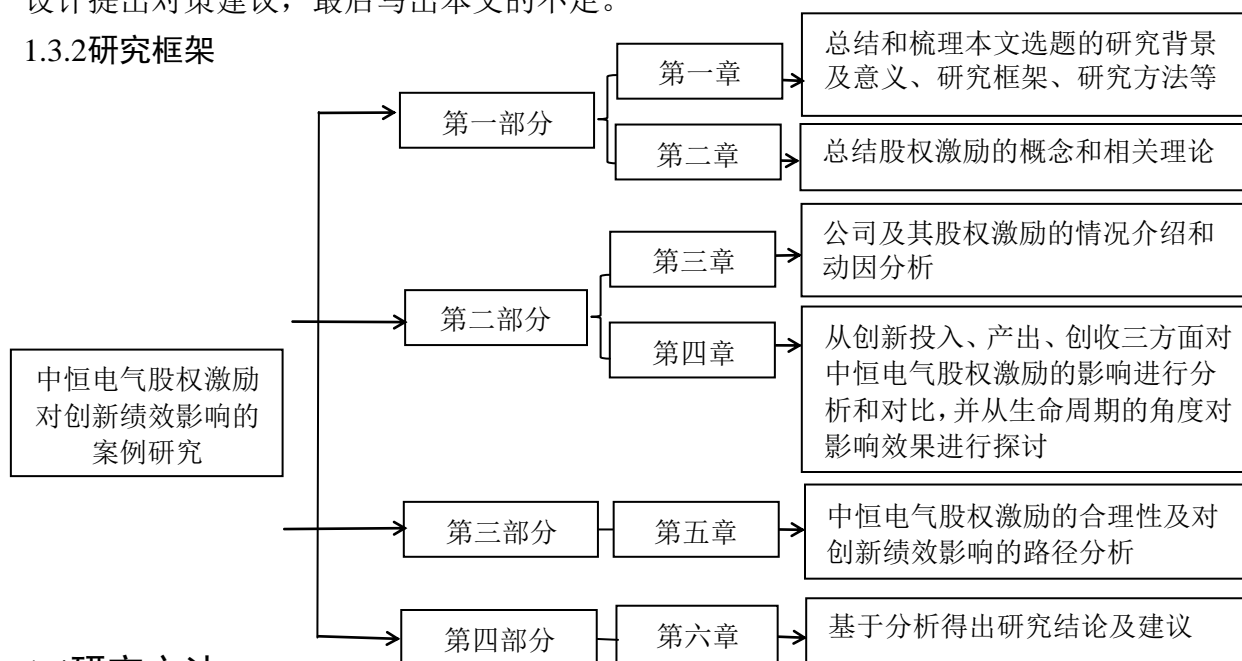 设计提出对策建议，最后写出本文的不足。
1.3.2研究框架
中恒电气股权激励
对创新绩效影响的
案例研究
第一部分
第一章
总结和梳理本文选题的研究背景
及意义、研究框架、研究方法等
第二章
总结股权激励的概念和相关理论
第二部分
第三章
公司及其股权激励的情况介绍和
动因分析
第四章
从创新投入、产出、创收三方面对
中恒电气股权激励的影响进行分
析和对比，并从生命周期的角度对
影响效果进行探讨
第三部分
第五章
中恒电气股权激励的合理性及对
创新绩效影响的路径分析
第四部分
第六章
基于分析得出研究结论及建议
研究方法